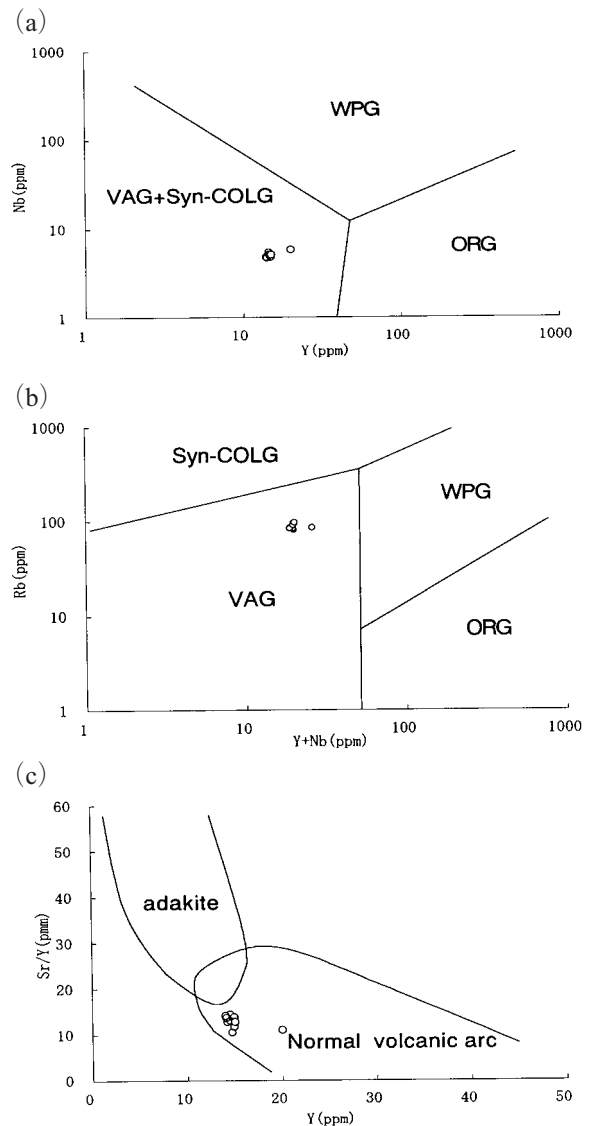 (a)
1000
WPG
100
Nb(ppm)
VAG+Syn-COLG
10
ORG
1
1 10 100 1000
Y(ppm)
(b)
1000
Syn-COLG
WPG
100
Rb(ppm)
VAG
10
ORG
1
1 10 100 1000
Y+Nb(ppm)
(c)
60
50
adakite
40
Sr/Y(pmm)
30
20
10
Normal volcanic arc
0
0 10 20 30 40 50
Y(ppm)